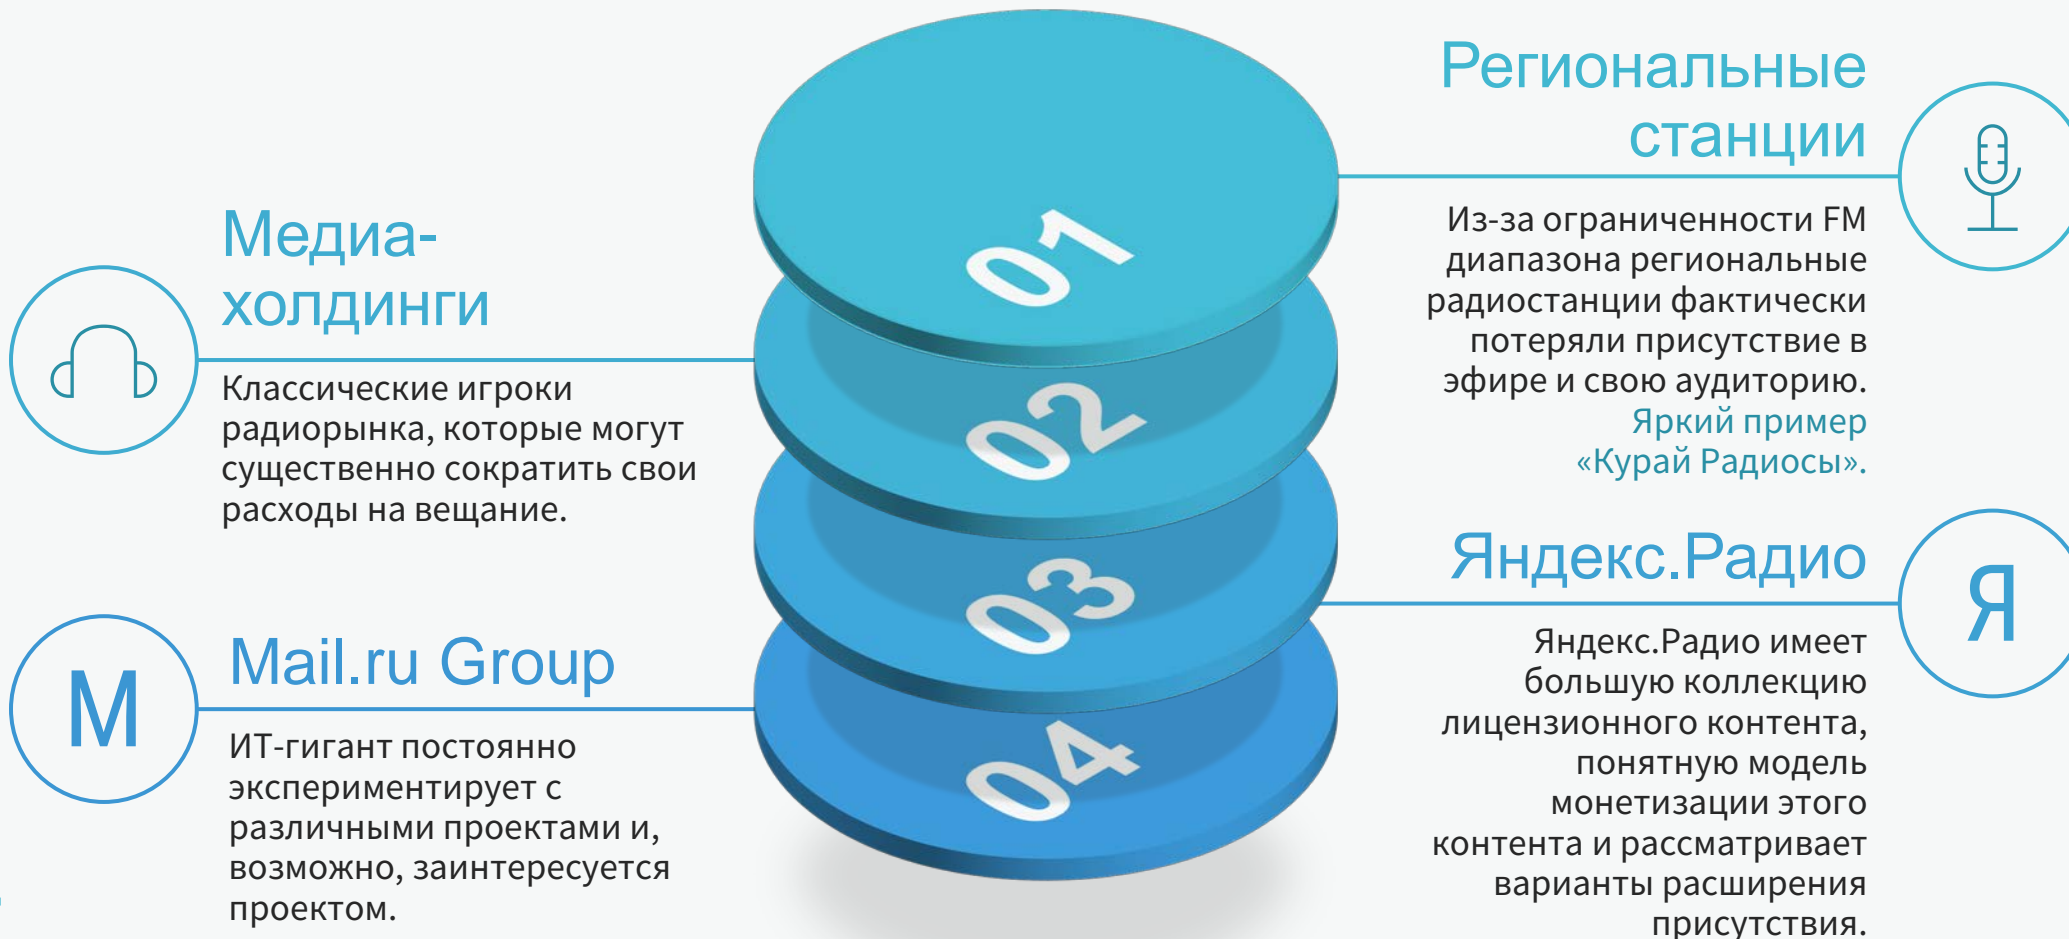 Региональные
станции
Из-за ограниченности FM
диапазона региональные
радиостанции фактически
потеряли присутствие в
эфире и свою аудиторию.
Яркий пример
«Курай Радиосы».
01
Медиа-
холдинги
Классические игроки
радиорынка, которые могут
существенно сократить свои
расходы на вещание.
02
Яндекс.Радио
Я
Яндекс.Радио имеет
большую коллекцию
лицензионного контента,
понятную модель
монетизации этого
контента и рассматривает
варианты расширения
присутствия.
03
M
Mail.ru Group
ИТ-гигант постоянно
экспериментирует с
различными проектами и,
возможно, заинтересуется
проектом.
04